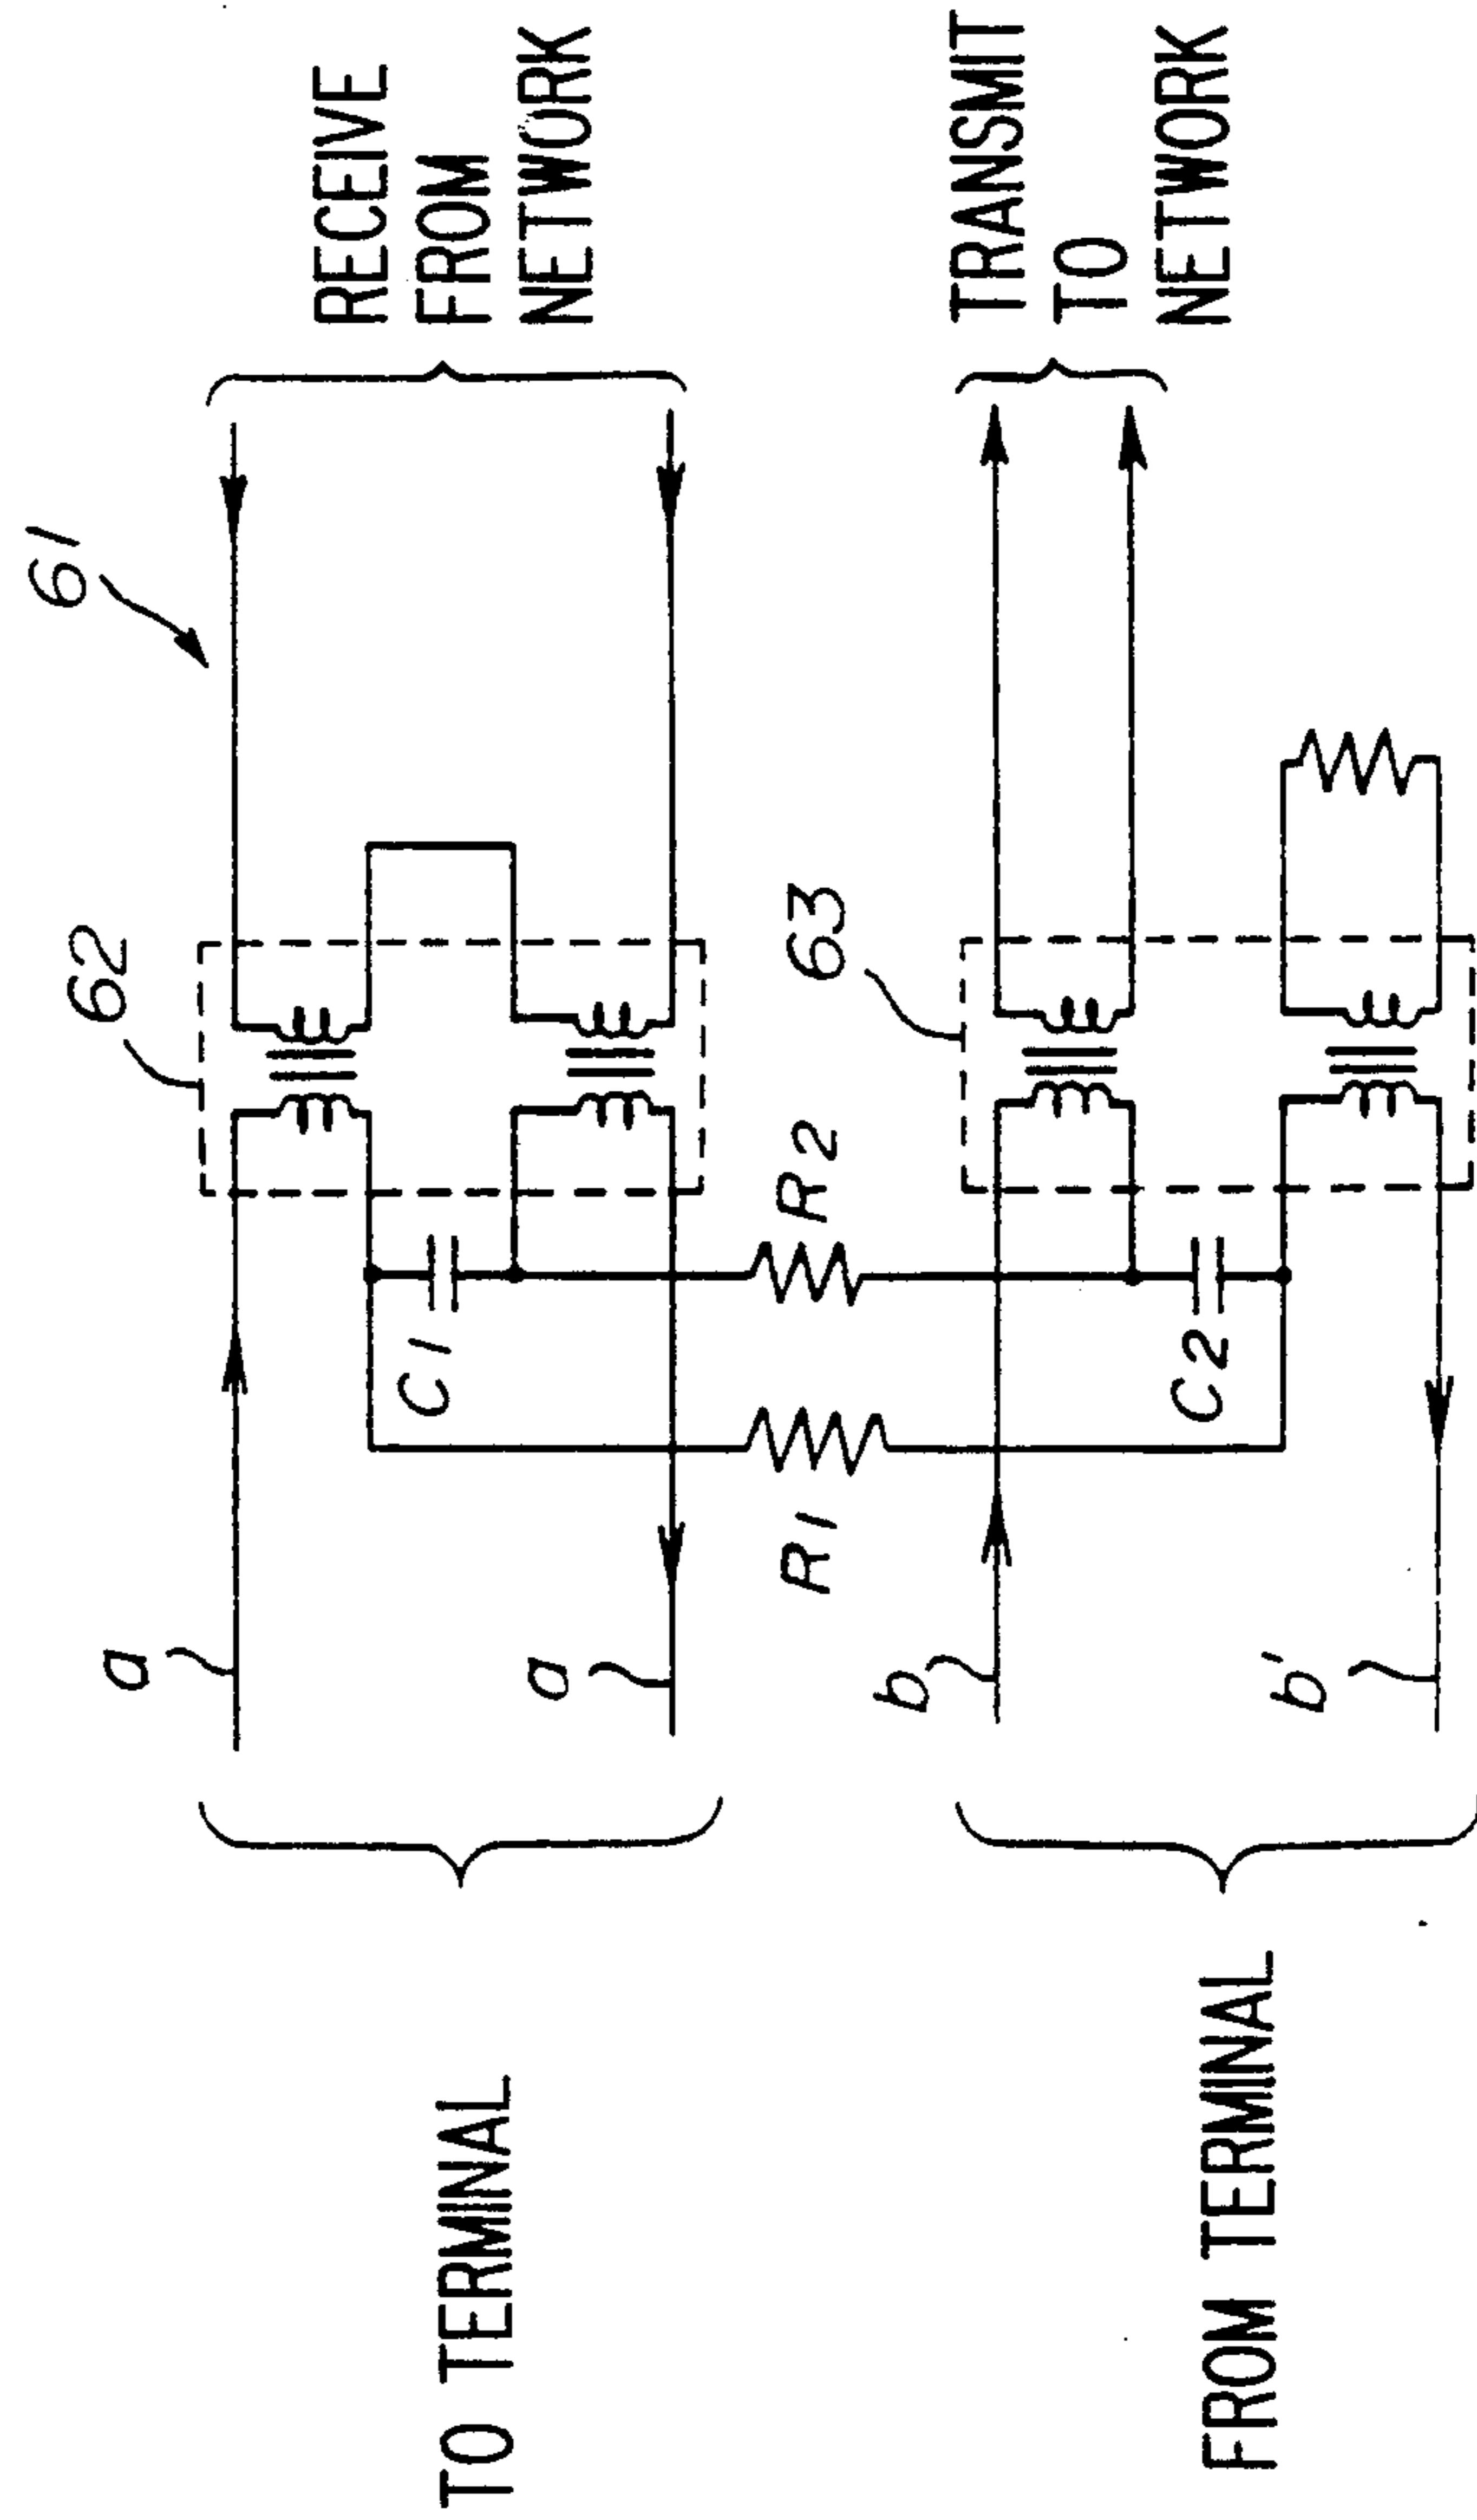 61
62
a
TO TERMINAL
C1
RECEIVE
FROM
NETWORK
a
R1
R2
63
b
TRANSMIT
TO
NETWORK
C2
FROM TERMINAL
b'